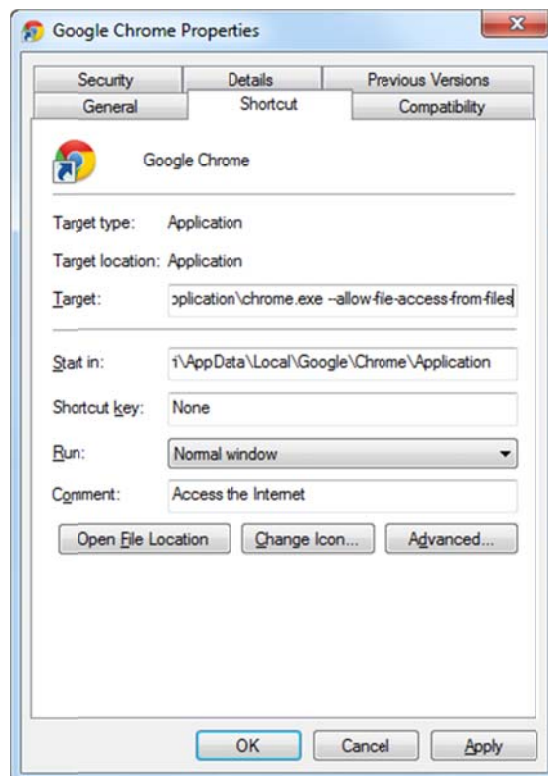 Google Chrome Properties
Security Details Previous Versions
General Shortcut Compatibility
Google Chrome
Target type: Application
Target location: Application
Target: pplication\chrome.exe --allow-file-access-from-files
Start in: i\AppData\Local\Google\Chrome\Application
Shortcut key: None
Run: Normal window
Comment: Access the Internet
Open File Location Change Icon... Advanced...
OK Cancel Apply